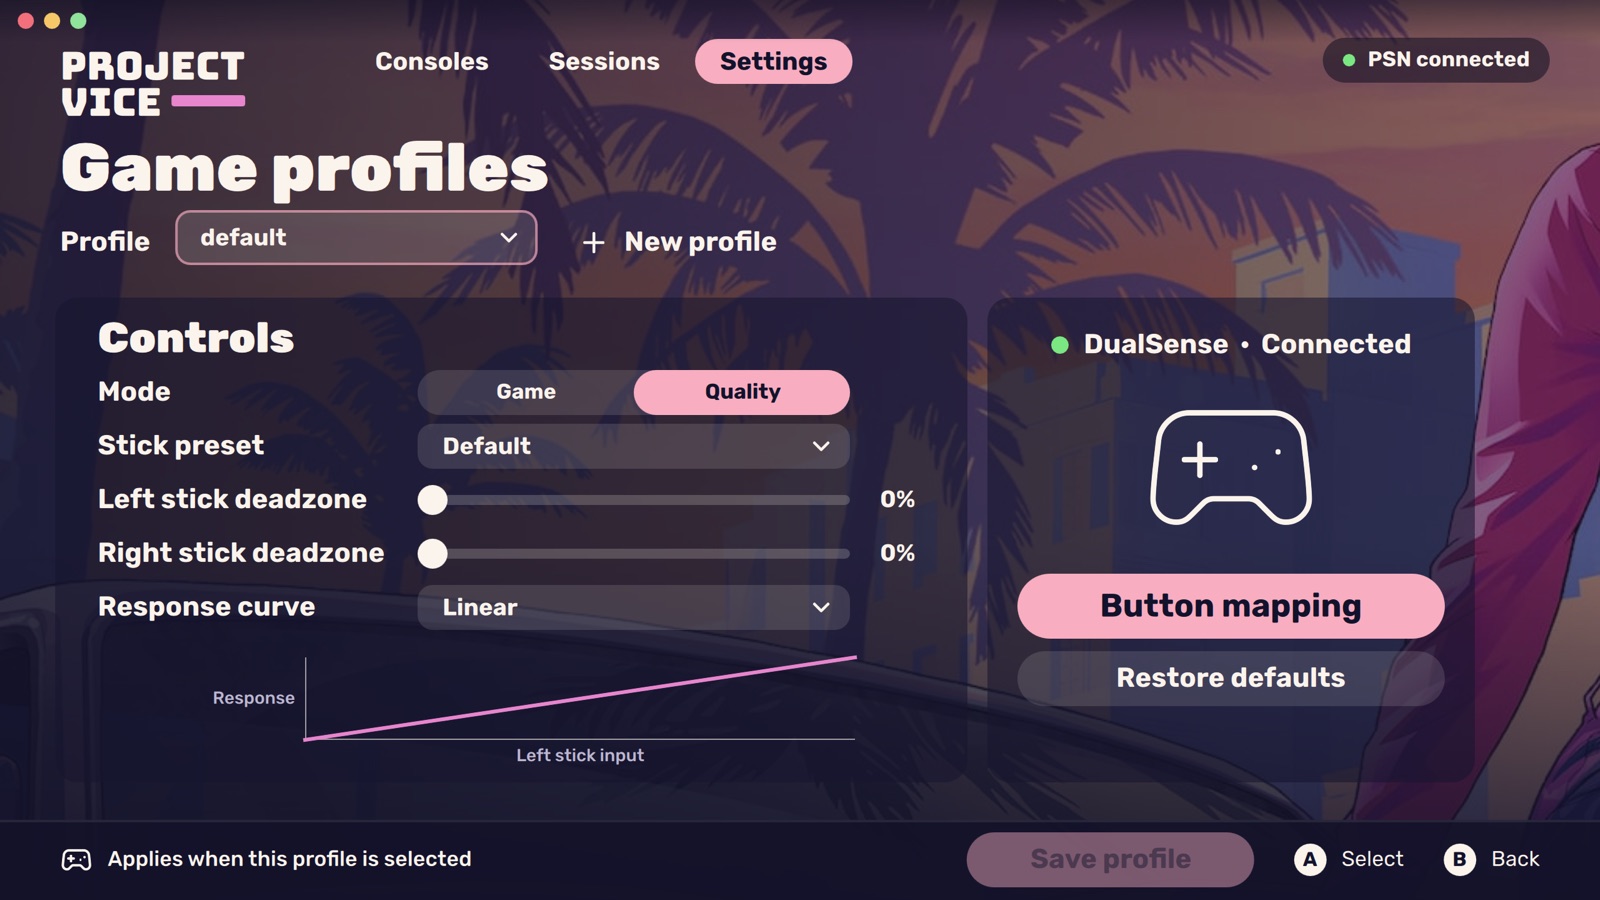 PROJECT
VICE
Consoles
Sessions
Settings
PSN connected
Game profiles
Profile
default
New profile
Controls
Mode
Game
Quality
Stick preset
Default
Left stick deadzone
0%
Right stick deadzone
0%
Response curve
Linear
Response
Left stick input
DualSense • Connected
Button mapping
Restore defaults
Applies when this profile is selected
Save profile
A Select
B Back